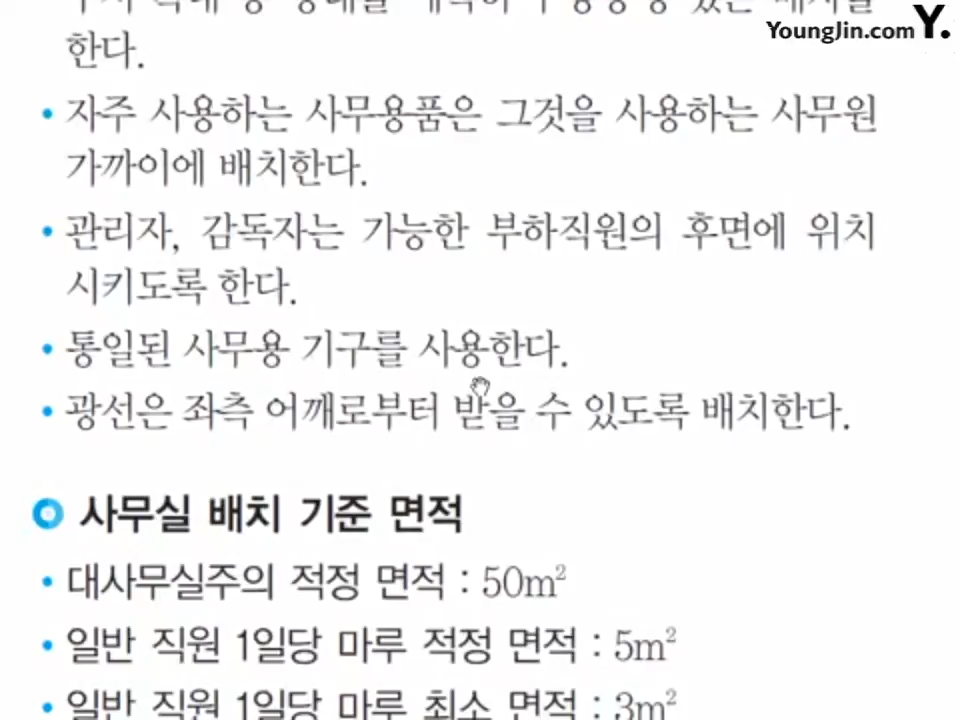 YoungJin.com Y.
한다.
• 자주 사용하는 사무용품은 그것을 사용하는 사무원
가까이에 배치한다.
• 관리자, 감독자는 가능한 부하직원의 후면에 위치
시키도록 한다.
• 통일된 사무용 기구를 사용한다.
• 광선은 좌측 어깨로부터 받을 수 있도록 배치한다.
사무실 배치 기준 면적
• 대사무실주의 적정 면적 : 50m²
• 일반 직원 1일당 마루 적정 면적 : 5m²
• 일반 직원 1일당 마루 최소 면적 : 3m²